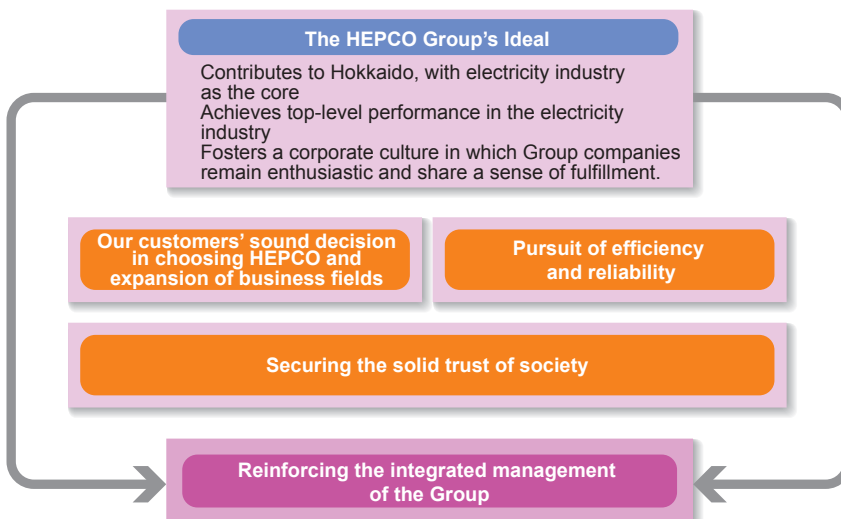 The HEPCO Group's Ideal
Contributes to Hokkaido, with electricity industry
as the core
Achieves top-level performance in the electricity
industry
Fosters a corporate culture in which Group companies
remain enthusiastic and share a sense of fulfillment.
Our customers' sound decision
in choosing HEPCO and
expansion of business fields
Pursuit of efficiency
and reliability
Securing the solid trust of society
Reinforcing the integrated management
of the Group